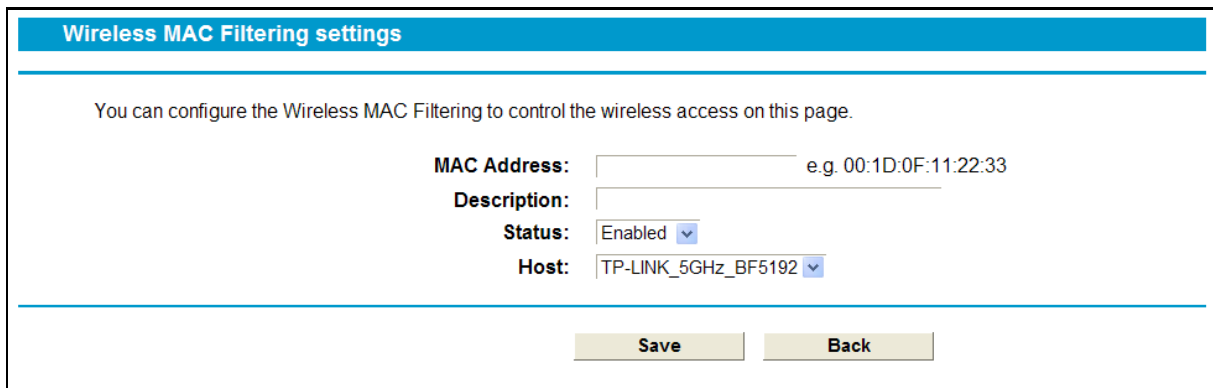 Wireless MAC Filtering settings
You can configure the Wireless MAC Filtering to control the wireless access on this page.
MAC Address: e.g. 00:1D:0F:11:22:33
Description:
Status: Enabled
Host: TP-LINK_5GHz_BF5192
Save Back